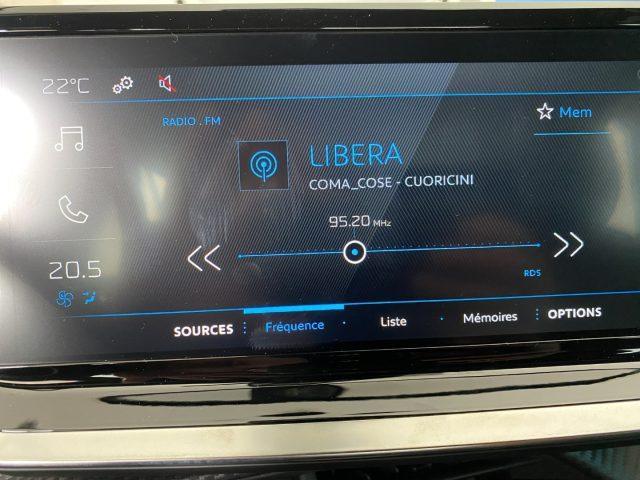 22°C
RADIO . FM
Mem
LIBERA
COMA_COSE - CUORICINI
95.20 MHz
20.5
RDS
SOURCES
Fréquence
Liste
Mémoires
OPTIONS